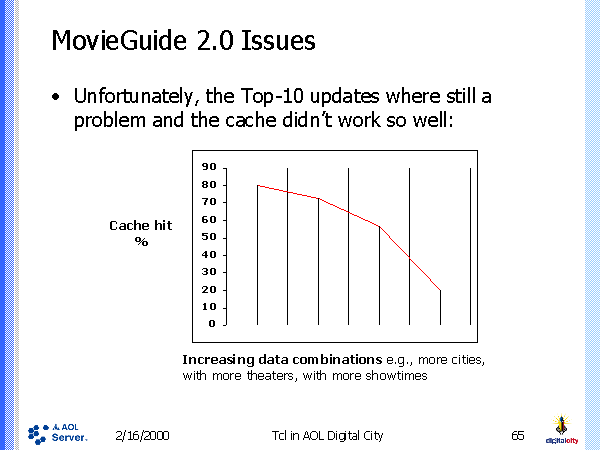 MovieGuide 2.0 Issues
• Unfortunately, the Top-10 updates where still a
problem and the cache didn't work so well:
Cache hit
%
90
80
70
60
50
40
30
20
10
0
Increasing data combinations e.g., more cities,
with more theaters, with more showtimes
AOL
Server.
2/16/2000
Tcl in AOL Digital City
65
digitalcity